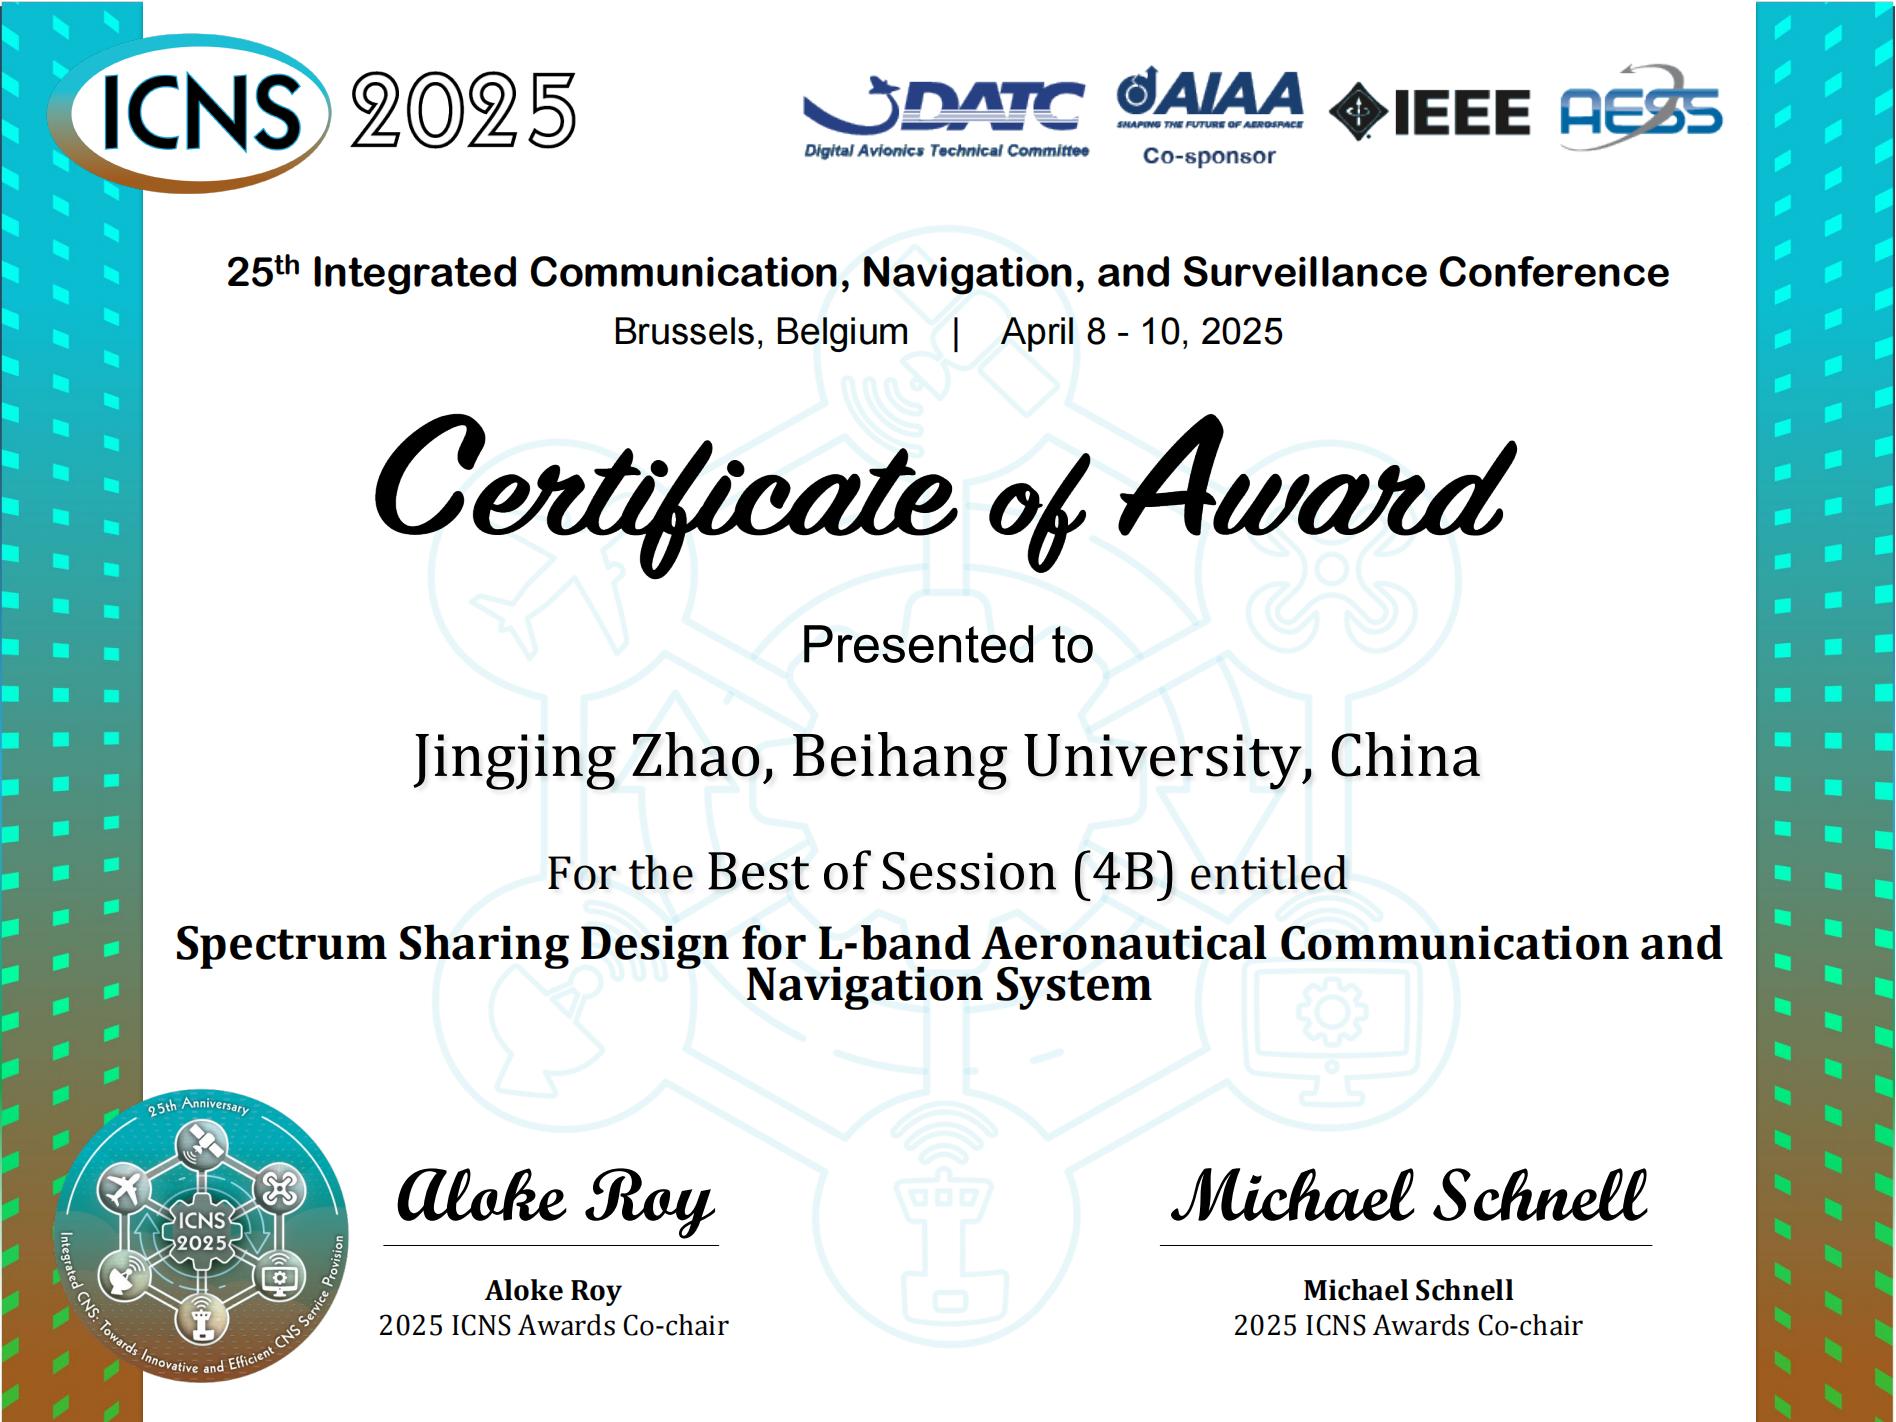 ICNS 2025
DATC
Digital Avionics Technical Committee
AIAA
SHAPING THE FUTURE OF AEROSPACE
Co-sponsor
IEEE
AESS
25th Integrated Communication, Navigation, and Surveillance Conference
Brussels, Belgium | April 8 - 10, 2025
Certificate of Award
Presented to
Jingjing Zhao, Beihang University, China
For the Best of Session (4B) entitled
Spectrum Sharing Design for L-band Aeronautical Communication and
Navigation System
25th Anniversary
ICNS
2025
Integrated CNS: Towards Innovative and Efficient CNS Service Provision
Aloke Roy
Aloke Roy
2025 ICNS Awards Co-chair
Michael Schnell
Michael Schnell
2025 ICNS Awards Co-chair